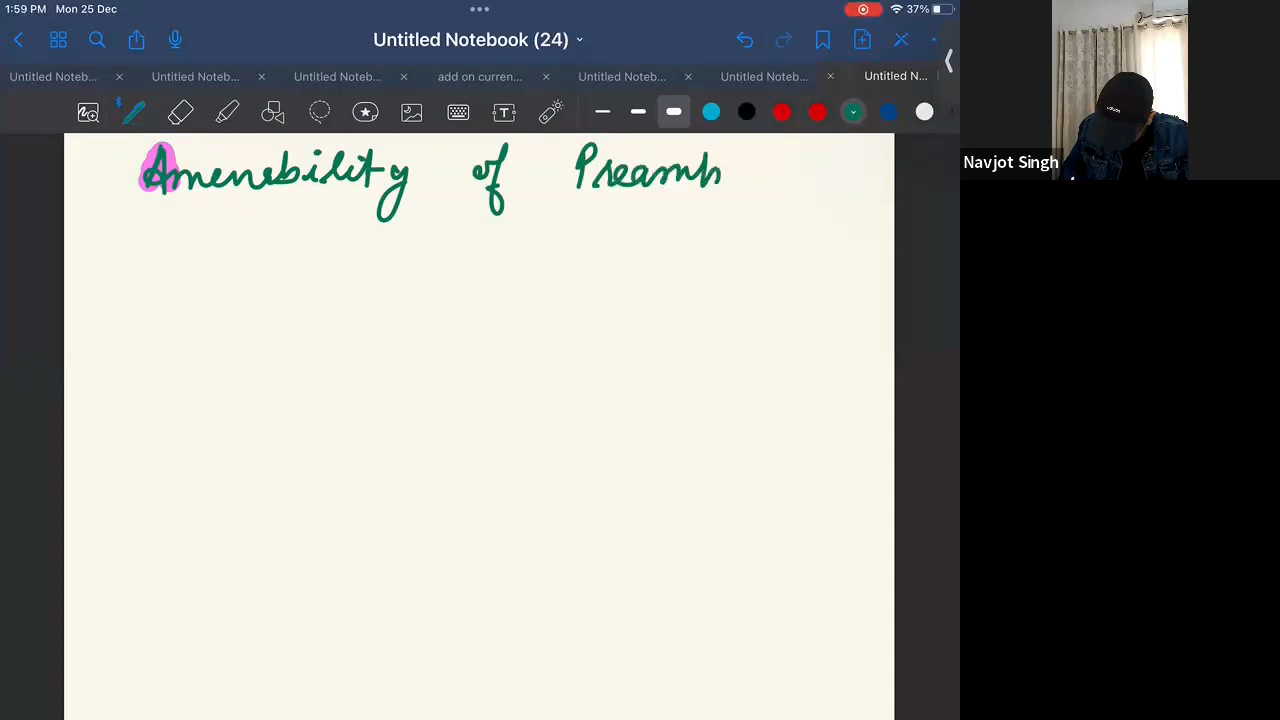 1:59 PM Mon 25 Dec
37%
Untitled Notebook (24)
Untitled Noteb...
Untitled Noteb...
Untitled Noteb...
add on curren...
Untitled Noteb...
Untitled Noteb...
Untitled N...
T
Amenebility of Preamb
Navjot Singh